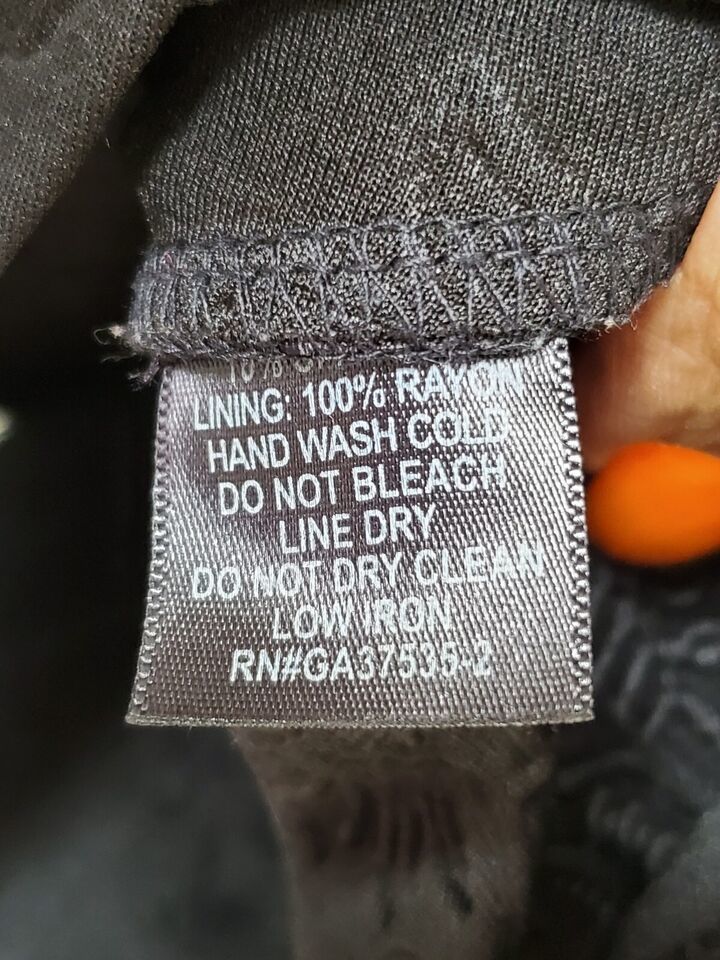 10%
LINING: 100% RAYON
HAND WASH COLD
DO NOT BLEACH
LINE DRY
DO NOT DRY CLEAN
LOW IRON
RN#GA37535-2